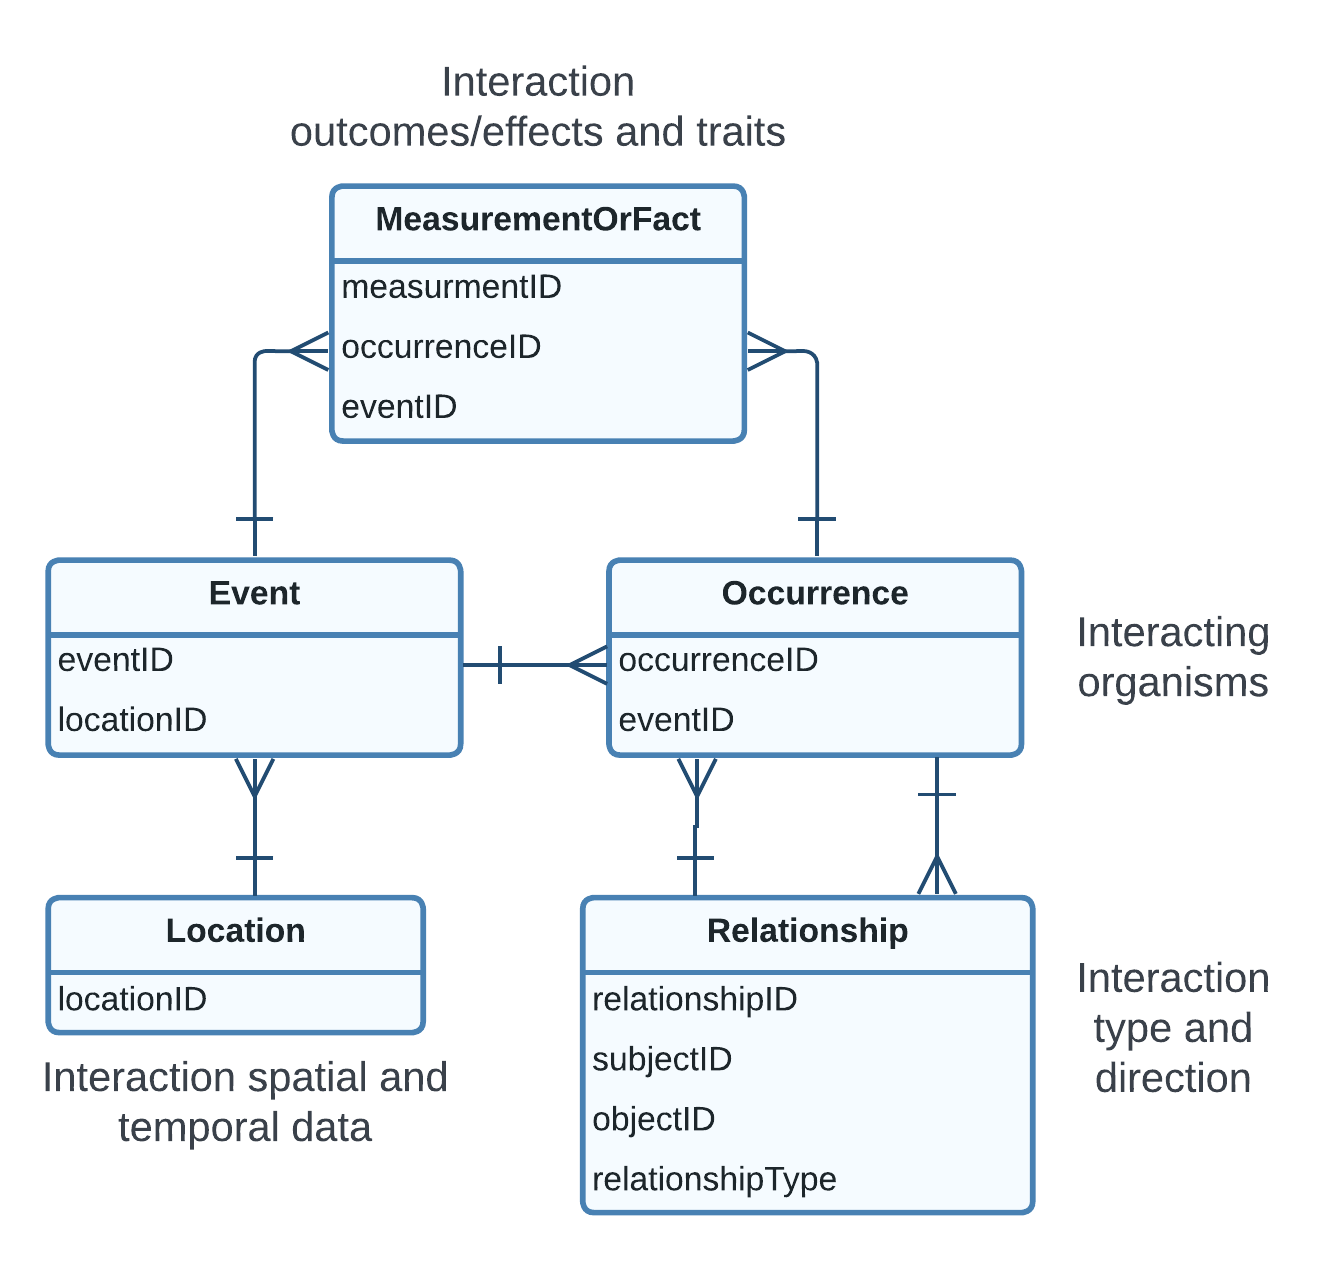 Interaction
outcomes/effects and traits
MeasurementOrFact
measurmentID
occurrenceID
eventID
Event
eventID
locationID
Occurrence
occurrenceID
eventID
Interacting
organisms
Location
locationID
Interaction spatial and
temporal data
Relationship
relationshipID
subjectID
objectID
relationshipType
Interaction
type and
direction